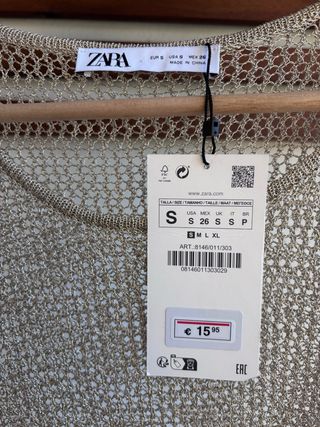 ZARA
EUR S USA S MEX 26
MADE IN CHINA
www.zara.com
TALLA/SIZE/TAMANHO/TAILLE/MAAT/ΜΕΓΕΘΟΣ
S
USA MEX UK IT BR
S 26 S S P
S M L XL
ART.:8146/011/303
08146011303029
€ 15 95
EAC